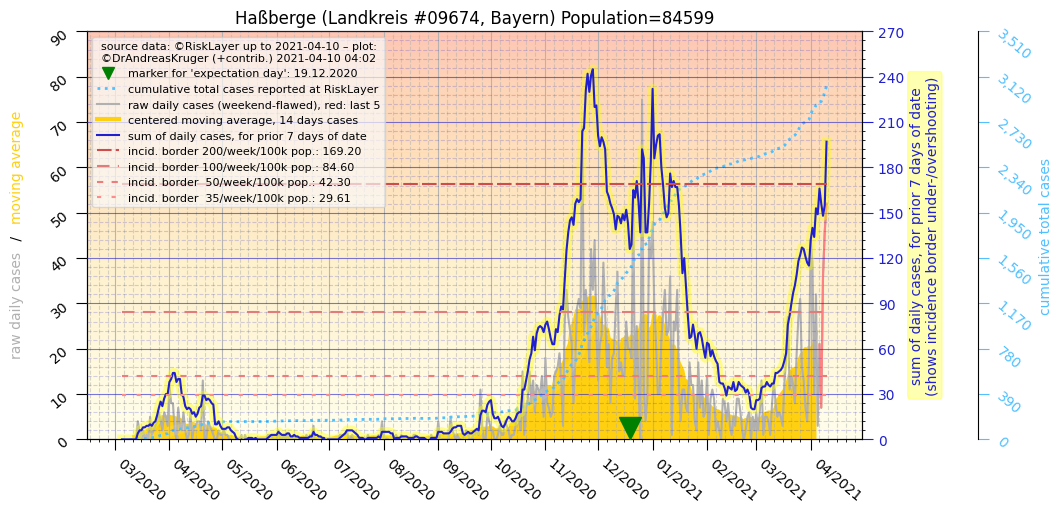 Haßberge (Landkreis #09674, Bayern) Population=84599
source data: ©RiskLayer up to 2021-04-10 – plot:
©DrAndreasKruger (+contrib.) 2021-04-10 04:02
marker for 'expectation day': 19.12.2020
cumulative total cases reported at RiskLayer
raw daily cases (weekend-flawed), red: last 5
centered moving average, 14 days cases
sum of daily cases, for prior 7 days of date
incid. border 200/week/100k pop.: 169.20
incid. border 100/week/100k pop.: 84.60
incid. border  50/week/100k pop.: 42.30
incid. border  35/week/100k pop.: 29.61
raw daily cases / moving average
90
80
70
60
50
40
30
20
10
0
03/2020
04/2020
05/2020
06/2020
07/2020
08/2020
09/2020
10/2020
11/2020
12/2020
01/2021
02/2021
03/2021
04/2021
270
240
210
180
150
120
90
60
30
0
sum of daily cases, for prior 7 days of date
(shows incidence border under-/overshooting)
3,510
3,120
2,730
2,340
1,950
1,560
1,170
780
390
0
cumulative total cases